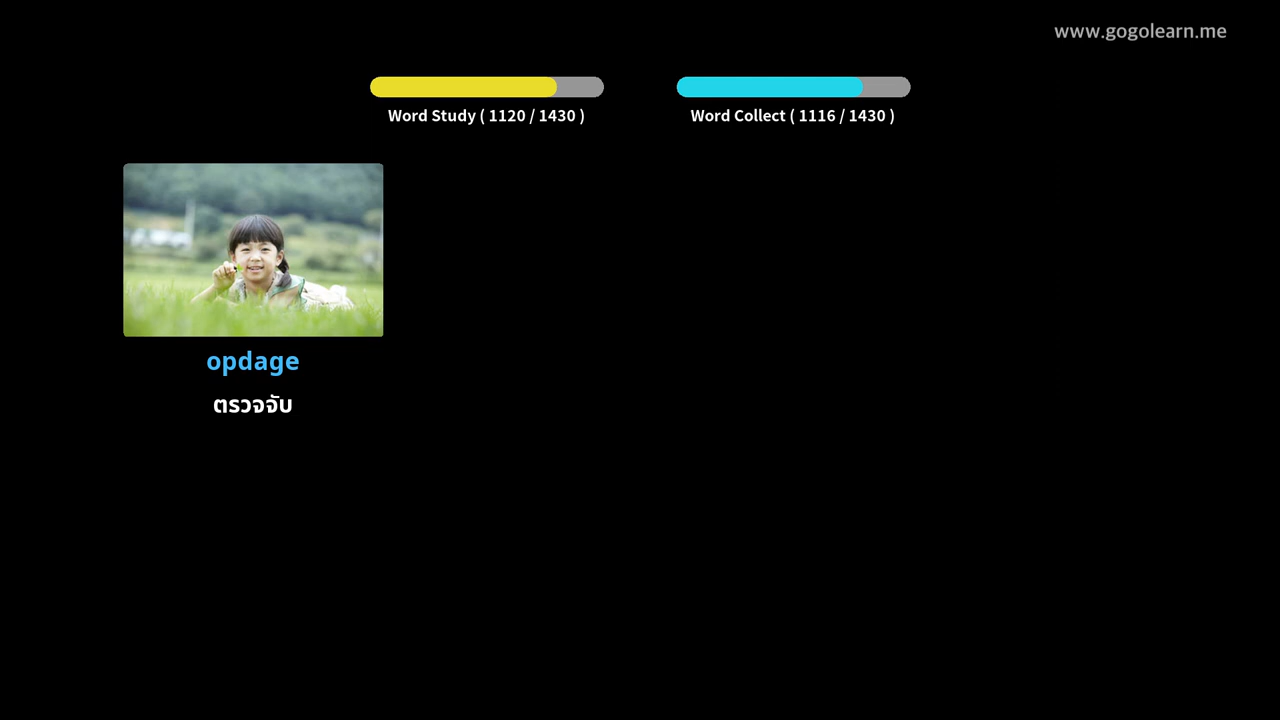 www.gogolearn.me
Word Study ( 1120 / 1430 )
Word Collect ( 1116 / 1430 )
opdage
ตรวจจับ